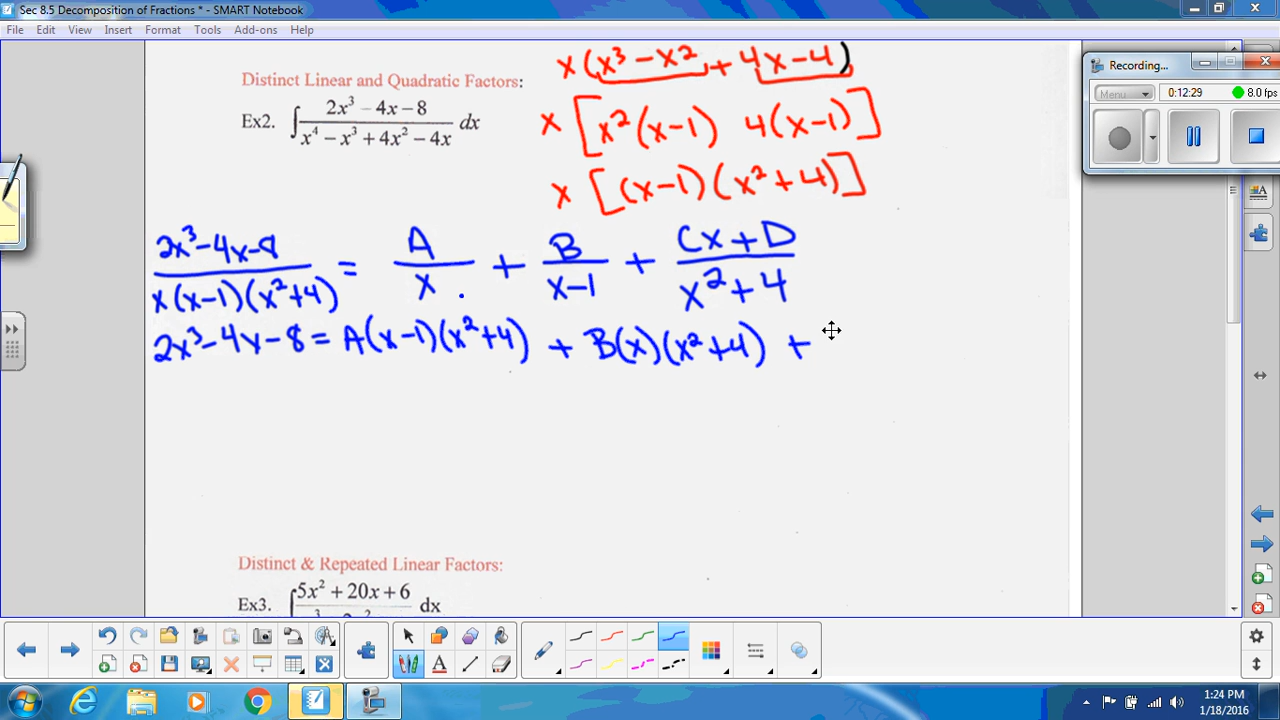 Sec 8.5 Decomposition of Fractions * - SMART Notebook
File Edit View Insert Format Tools Add-ons Help
Recording...
Menu 0:12:29 8.0 fps
Distinct Linear and Quadratic Factors:
Ex2. ∫ (2x³ - 4x - 8)/(x⁴ - x³ + 4x² - 4x) dx
x(x³ - x² + 4x - 4)
x [x²(x-1) 4(x-1)]
x [(x-1)(x²+4)]
(2x³-4x-8)/(x(x-1)(x²+4)) = A/x + B/(x-1) + (Cx+D)/(x²+4)
2x³-4x-8 = A(x-1)(x²+4) + B(x)(x²+4) +
Distinct & Repeated Linear Factors:
Ex3. ∫ 5x² + 20x + 6 dx
1:24 PM
1/18/2016